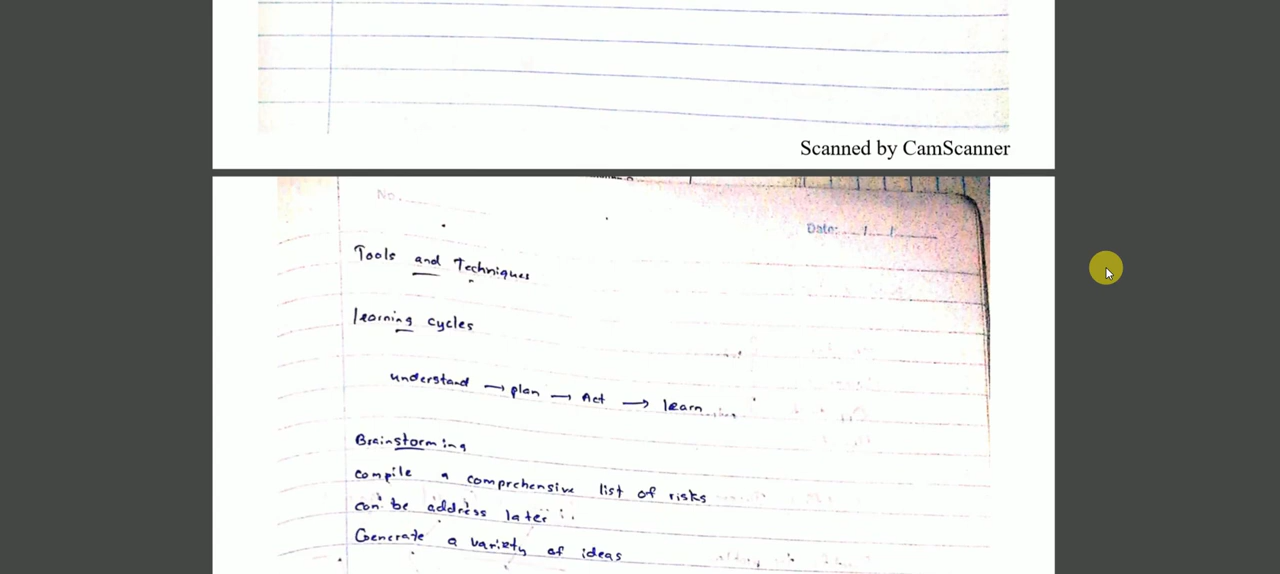 Scanned by CamScanner
No.
Date: / /
Tools and Techniques
learning cycles
understand → plan → Act → learn
Brainstorming
compile a comprehensive list of risks
can be address later
Generate a variety of ideas